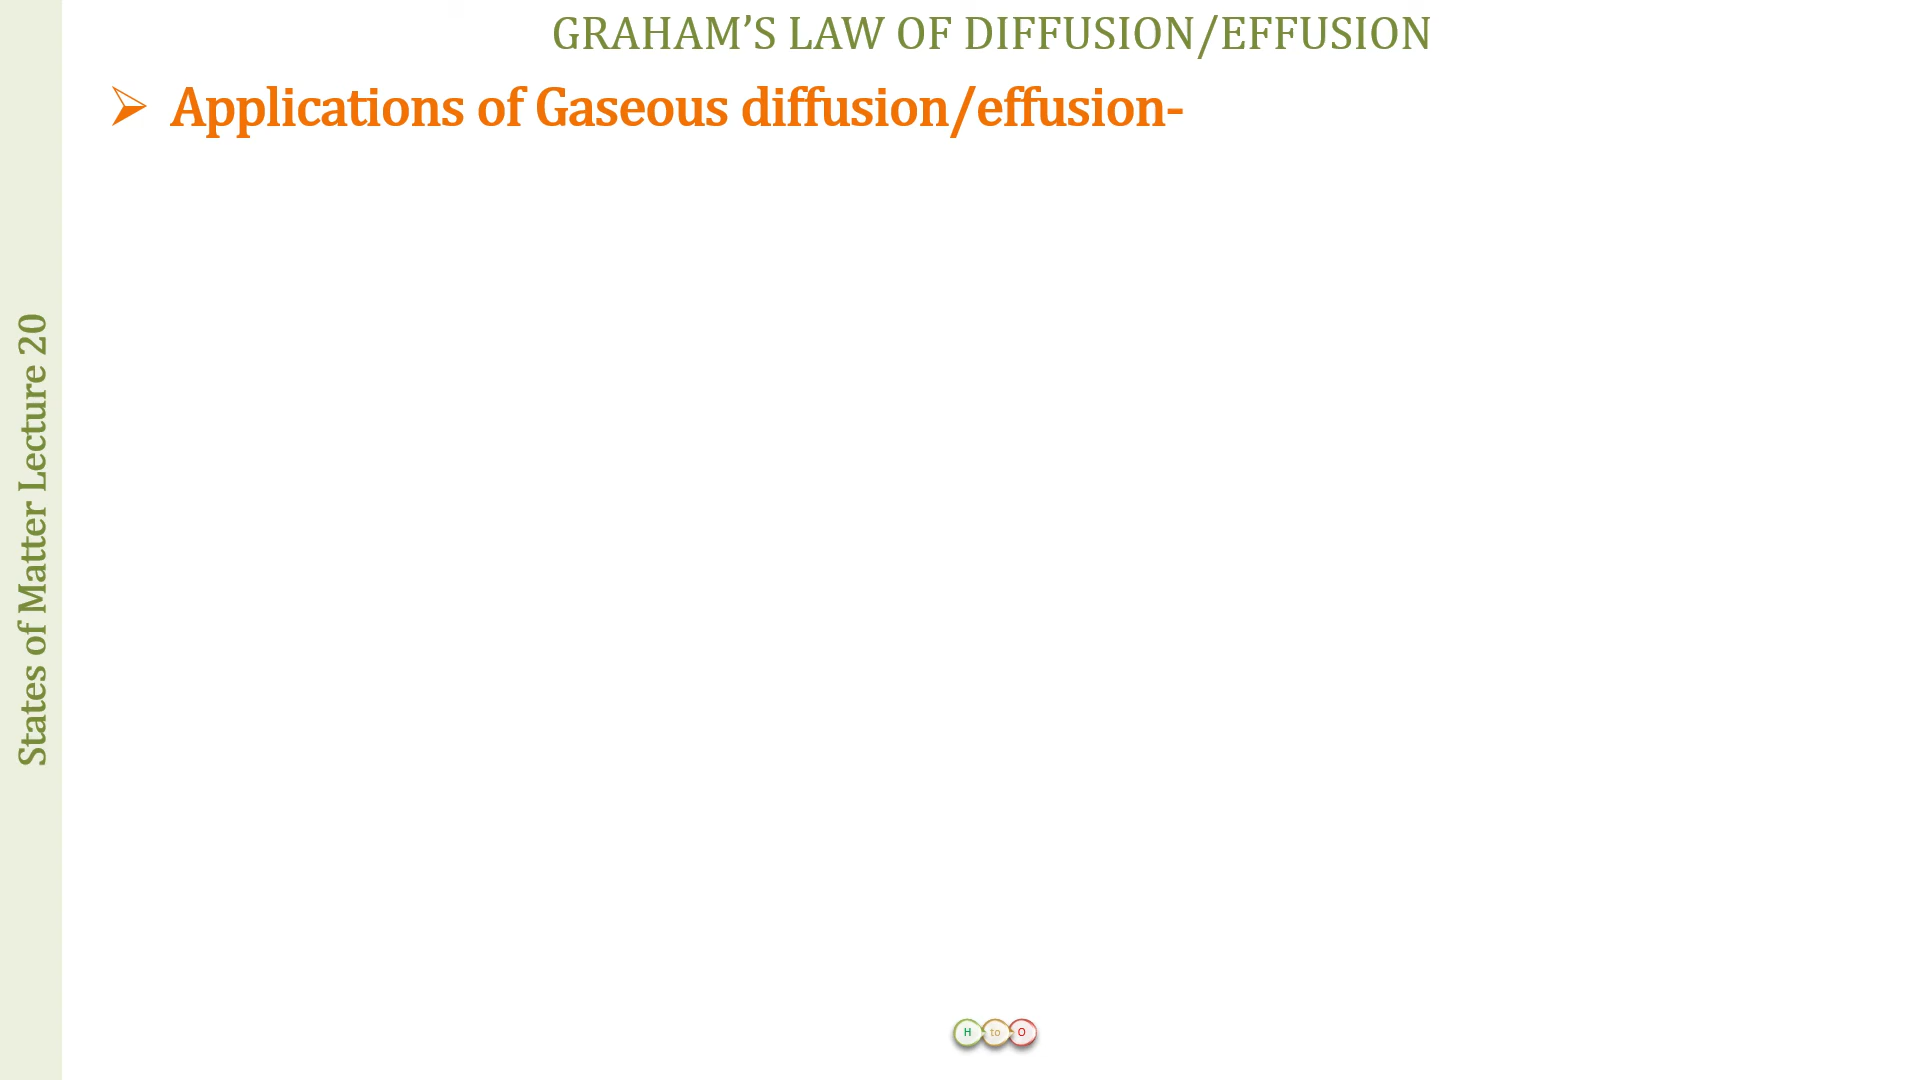 GRAHAM’S LAW OF DIFFUSION/EFFUSION
Applications of Gaseous diffusion/effusion-
States of Matter Lecture 20
H to O